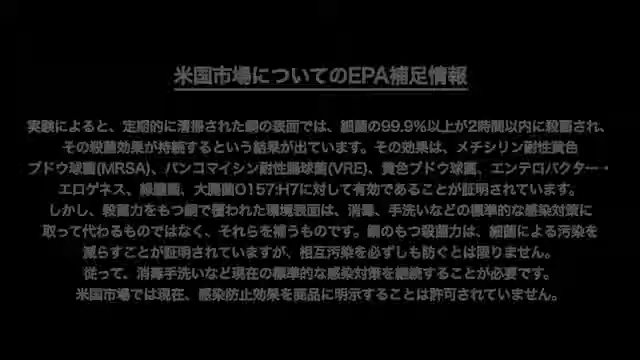 米国市場についてのEPA補足情報
実験によると、定期的に清掃された銅の表面では、細菌の99.9%以上が2時間以内に殺菌され、
その殺菌効果が持続するという結果が出ています。その効果は、メチシリン耐性黄色
ブドウ球菌(MRSA)、バンコマイシン耐性腸球菌(VRE)、黄色ブドウ球菌、エンテロバクター・
エロゲネス、緑膿菌、大腸菌O157:H7に対して有効であることが証明されています。
しかし、殺菌力をもつ銅で覆われた環境表面は、消毒、手洗いなどの標準的な感染対策に
取って代わるものではなく、それらを補うものです。銅のもつ殺菌力は、細菌による汚染を
減らすことが証明されていますが、相互汚染を必ずしも防ぐとは限りません。
従って、消毒手洗いなど現在の標準的な感染対策を継続することが必要です。
米国市場では現在、感染防止効果を商品に明示することは許可されていません。